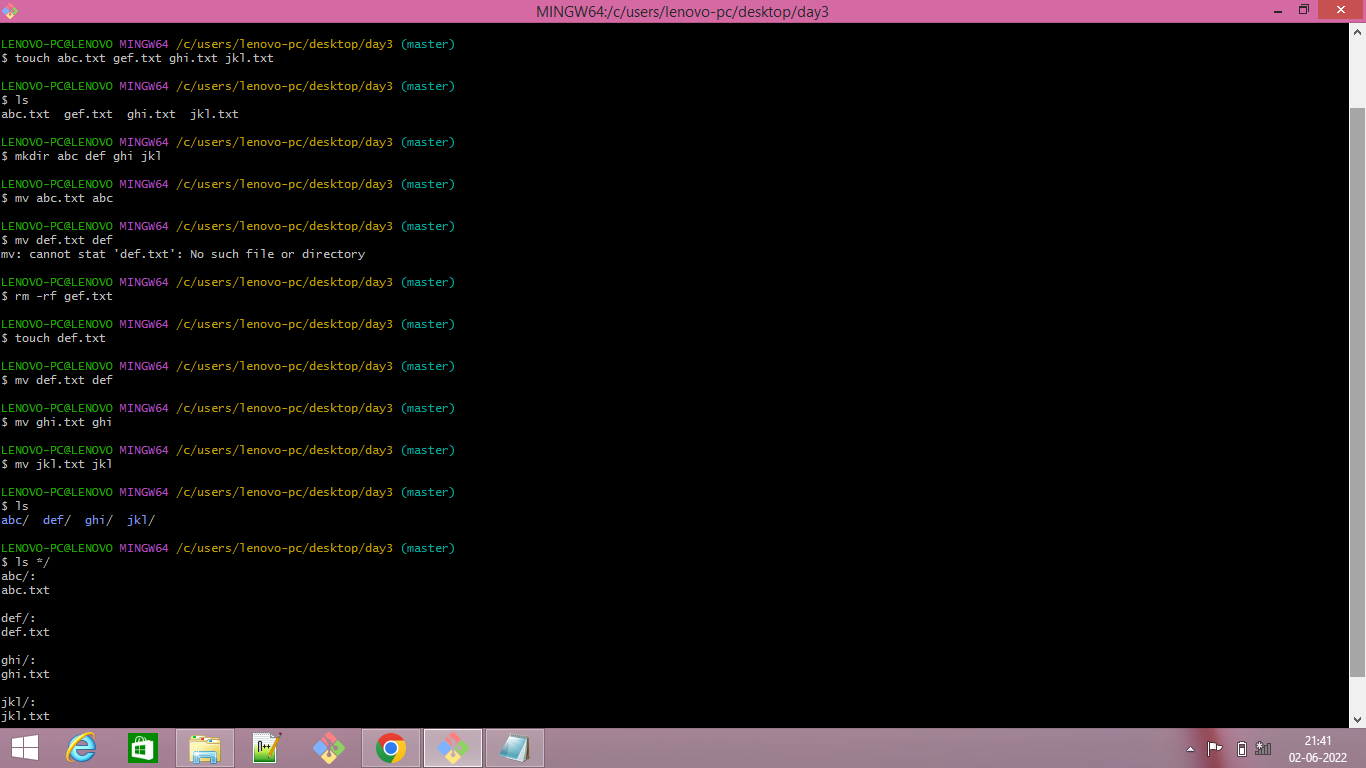 MINGW64:/c/users/lenovo-pc/desktop/day3
LENOVO-PC@LENOVO MINGW64 /c/users/lenovo-pc/desktop/day3 (master)
$ touch abc.txt gef.txt ghi.txt jkl.txt
LENOVO-PC@LENOVO MINGW64 /c/users/lenovo-pc/desktop/day3 (master)
$ ls
abc.txt  gef.txt  ghi.txt  jkl.txt
LENOVO-PC@LENOVO MINGW64 /c/users/lenovo-pc/desktop/day3 (master)
$ mkdir abc def ghi jkl
LENOVO-PC@LENOVO MINGW64 /c/users/lenovo-pc/desktop/day3 (master)
$ mv abc.txt abc
LENOVO-PC@LENOVO MINGW64 /c/users/lenovo-pc/desktop/day3 (master)
$ mv def.txt def
mv: cannot stat 'def.txt': No such file or directory
LENOVO-PC@LENOVO MINGW64 /c/users/lenovo-pc/desktop/day3 (master)
$ rm -rf gef.txt
LENOVO-PC@LENOVO MINGW64 /c/users/lenovo-pc/desktop/day3 (master)
$ touch def.txt
LENOVO-PC@LENOVO MINGW64 /c/users/lenovo-pc/desktop/day3 (master)
$ mv def.txt def
LENOVO-PC@LENOVO MINGW64 /c/users/lenovo-pc/desktop/day3 (master)
$ mv ghi.txt ghi
LENOVO-PC@LENOVO MINGW64 /c/users/lenovo-pc/desktop/day3 (master)
$ mv jkl.txt jkl
LENOVO-PC@LENOVO MINGW64 /c/users/lenovo-pc/desktop/day3 (master)
$ ls
abc/  def/  ghi/  jkl/
LENOVO-PC@LENOVO MINGW64 /c/users/lenovo-pc/desktop/day3 (master)
$ ls */
abc/:
abc.txt
def/:
def.txt
ghi/:
ghi.txt
jkl/:
jkl.txt
21:41
02-06-2022